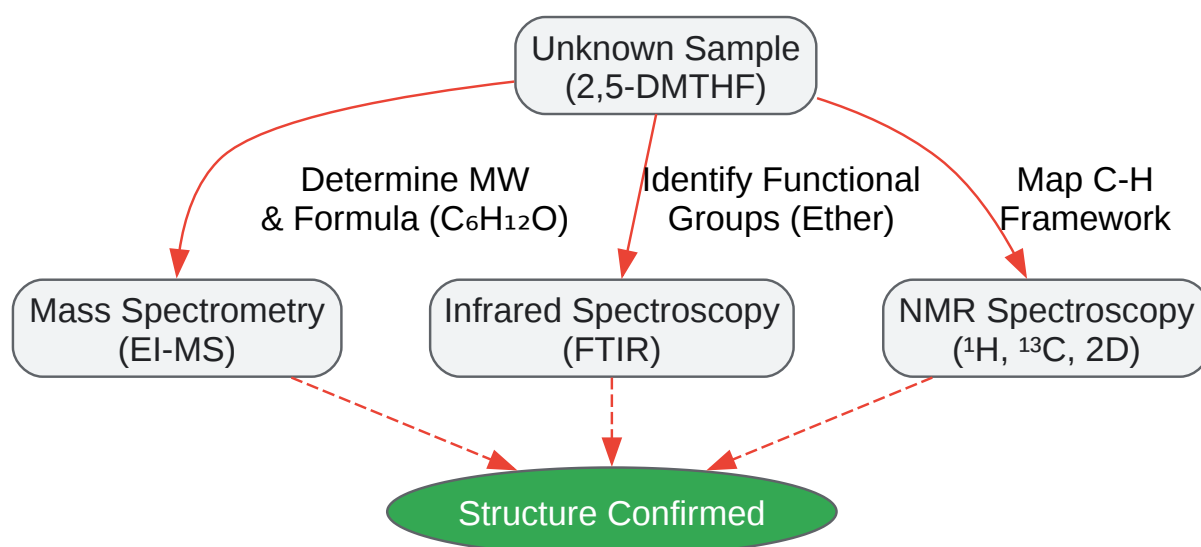 Unknown Sample
(2,5-DMTHF)
Determine MW
& Formula (C₆H₁₂O)
Identify Functional
Groups (Ether)
Map C-H
Framework
Mass Spectrometry
(EI-MS)
Infrared Spectroscopy
(FTIR)
NMR Spectroscopy
(¹H, ¹³C, 2D)
Structure Confirmed